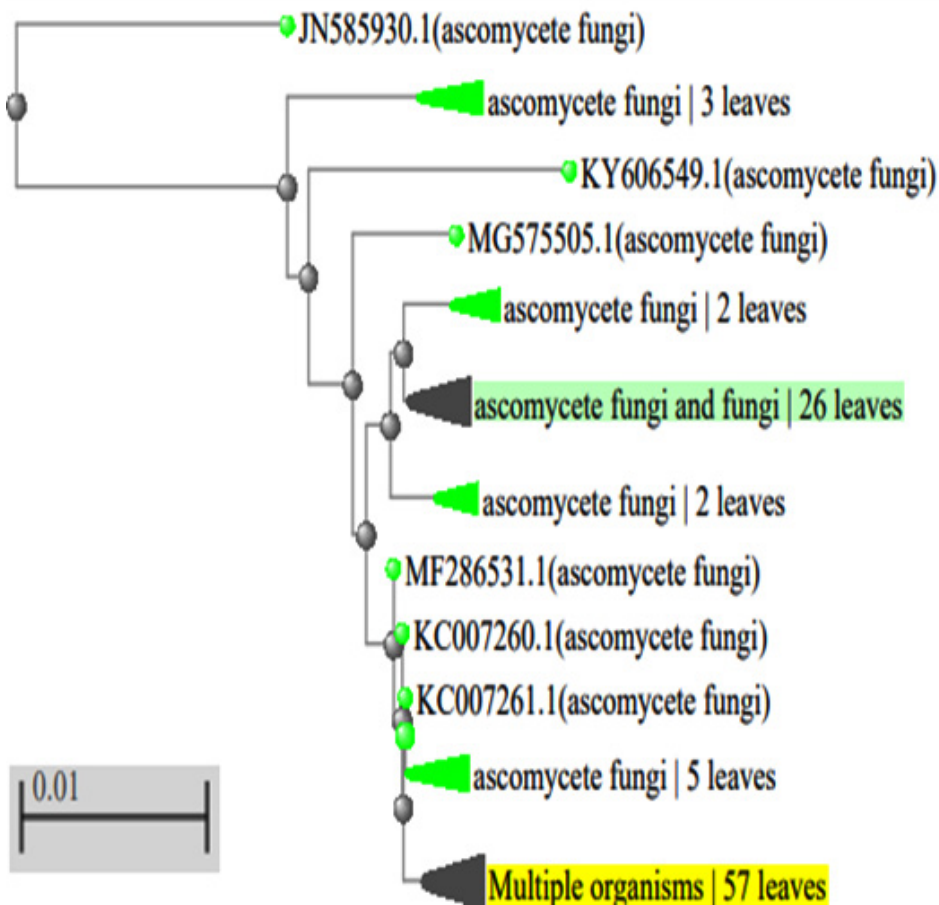 JN585930.1(ascomycete fungi)
ascomycete fungi | 3 leaves
KY606549.1(ascomycete fungi)
MG575505.1(ascomycete fungi)
ascomycete fungi | 2 leaves
ascomycete fungi and fungi | 26 leaves
ascomycete fungi | 2 leaves
MF286531.1(ascomycete fungi)
KC007260.1(ascomycete fungi)
KC007261.1(ascomycete fungi)
ascomycete fungi | 5 leaves
0.01
Multiple organisms | 57 leaves